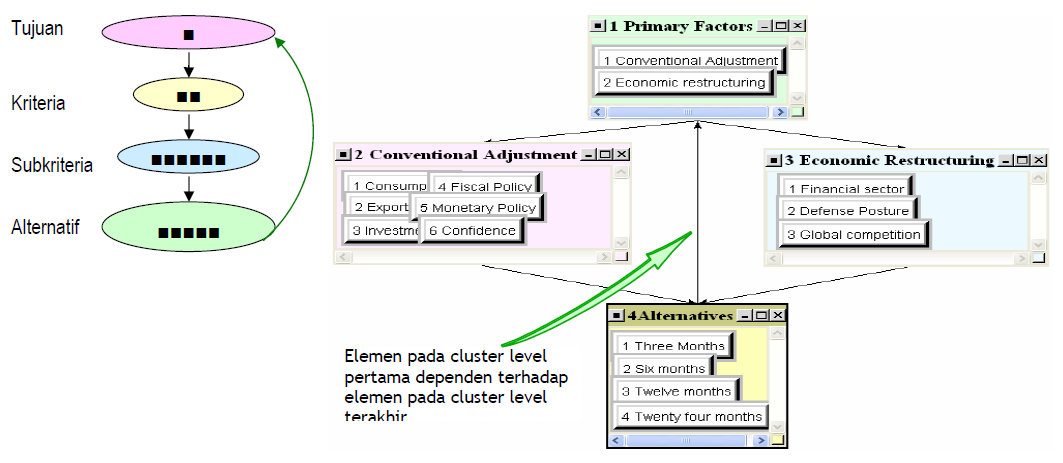 Tujuan
Kriteria
Subkriteria
Alternatif
1 Primary Factors
1 Conventional Adjustment
2 Economic restructuring
2 Conventional Adjustment
1 Consump
4 Fiscal Policy
2 Export
5 Monetary Policy
3 Investme
6 Confidence
3 Economic Restructuring
1 Financial sector
2 Defense Posture
3 Global competition
4Alternatives
1 Three Months
2 Six months
3 Twelve months
4 Twenty four months
Elemen pada cluster level
pertama dependen terhadap
elemen pada cluster level
terakhir